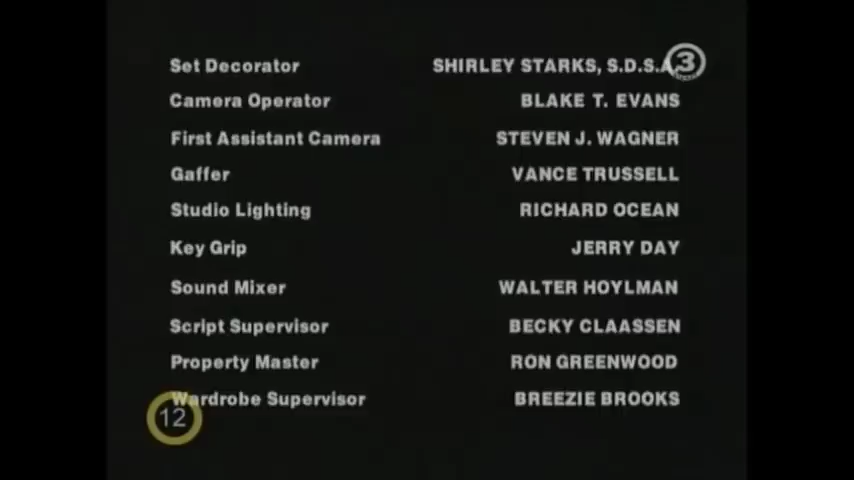 Set Decorator SHIRLEY STARKS, S.D.S.A.
3
Camera Operator BLAKE T. EVANS
First Assistant Camera STEVEN J. WAGNER
Gaffer VANCE TRUSSELL
Studio Lighting RICHARD OCEAN
Key Grip JERRY DAY
Sound Mixer WALTER HOYLMAN
Script Supervisor BECKY CLAASSEN
Property Master RON GREENWOOD
Wardrobe Supervisor BREEZIE BROOKS
12